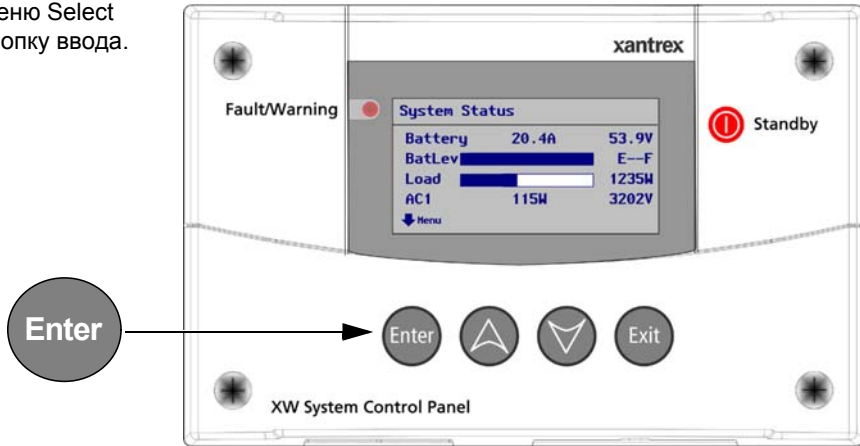 еню Select
опку ввода.
xantrex
Fault/Warning
Standby
System Status
Battery 20.4A 53.9V
BatLev E--F
Load 1235W
AC1 115W 3202V
Menu
Enter
Enter Exit
XW System Control Panel